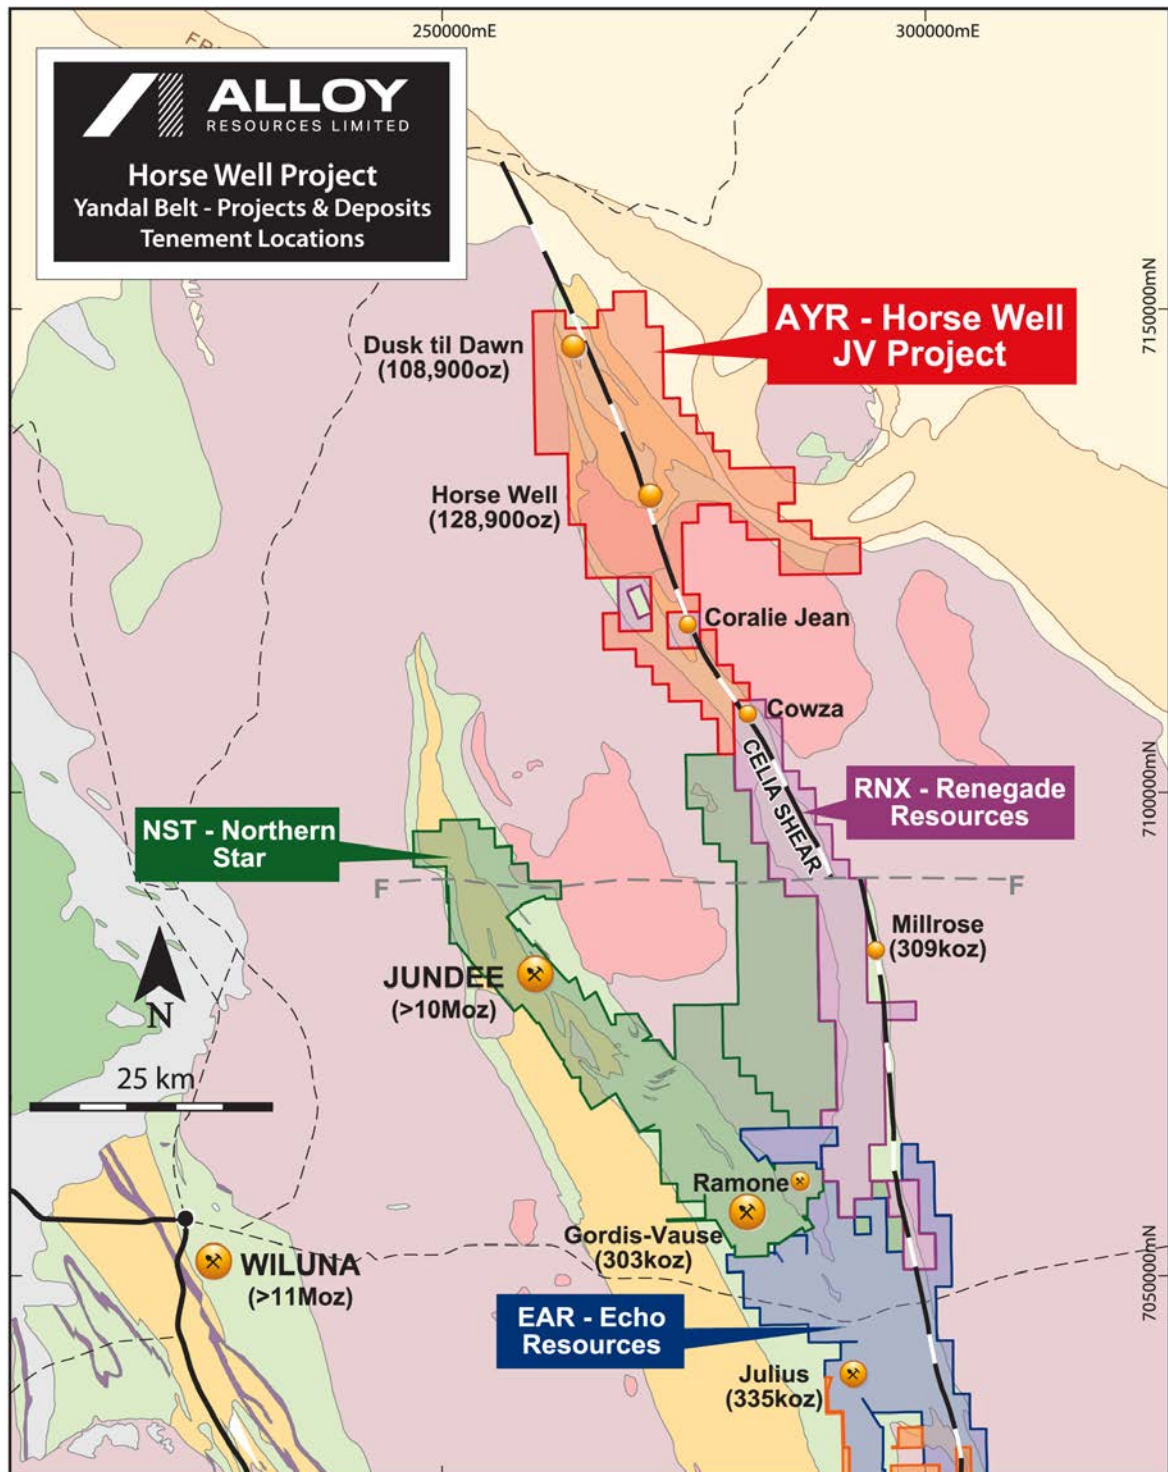 250000mE
300000mE
ALLOY
RESOURCES LIMITED
Horse Well Project
Yandal Belt - Projects & Deposits
Tenement Locations
7150000mN
AYR - Horse Well
JV Project
Dusk til Dawn
(108,900oz)
Horse Well
(128,900oz)
Coralie Jean
Cowza
CELIA SHEAR
RNX - Renegade
Resources
7100000mN
NST - Northern
Star
F
F
Millrose
(309koz)
JUNDEE
(>10Moz)
N
25 km
Ramone
Gordis-Vause
(303koz)
WILUNA
(>11Moz)
7050000mN
EAR - Echo
Resources
Julius
(335koz)